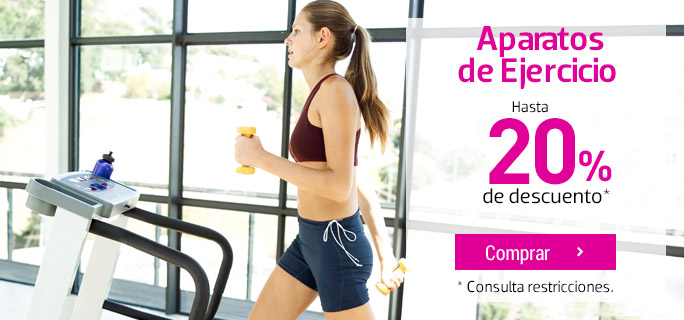 Aparatos
de Ejercicio
Hasta
20%
de descuento*
Comprar >
* Consulta restricciones.